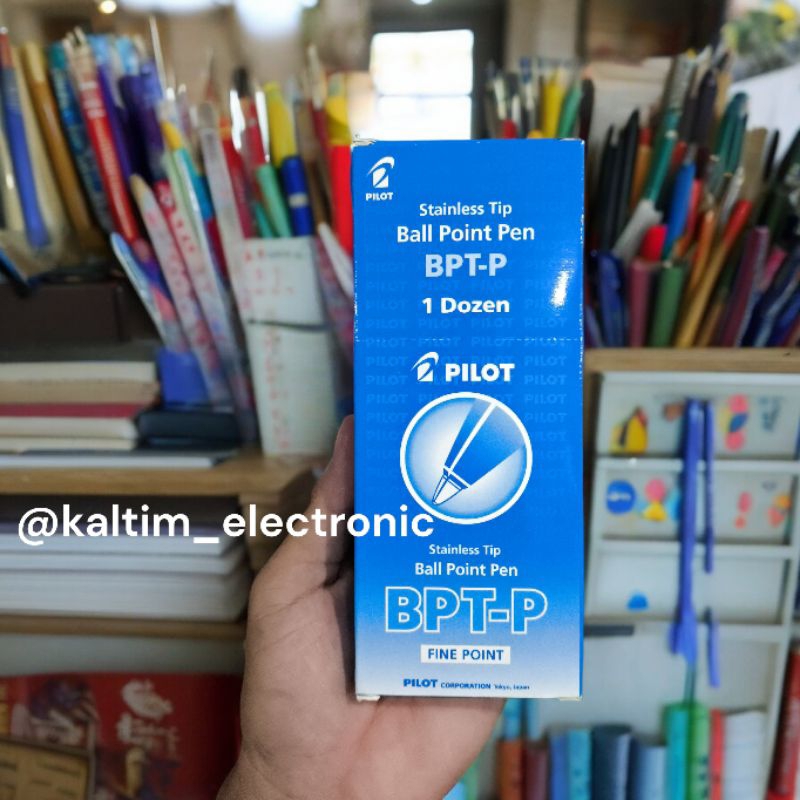 PILOT
Stainless Tip
Ball Point Pen
BPT-P
1 Dozen
PILOT
@kaltim_electronic
Stainless Tip
Ball Point Pen
BPT-P
FINE POINT
PILOT CORPORATION Tokyo, Japan